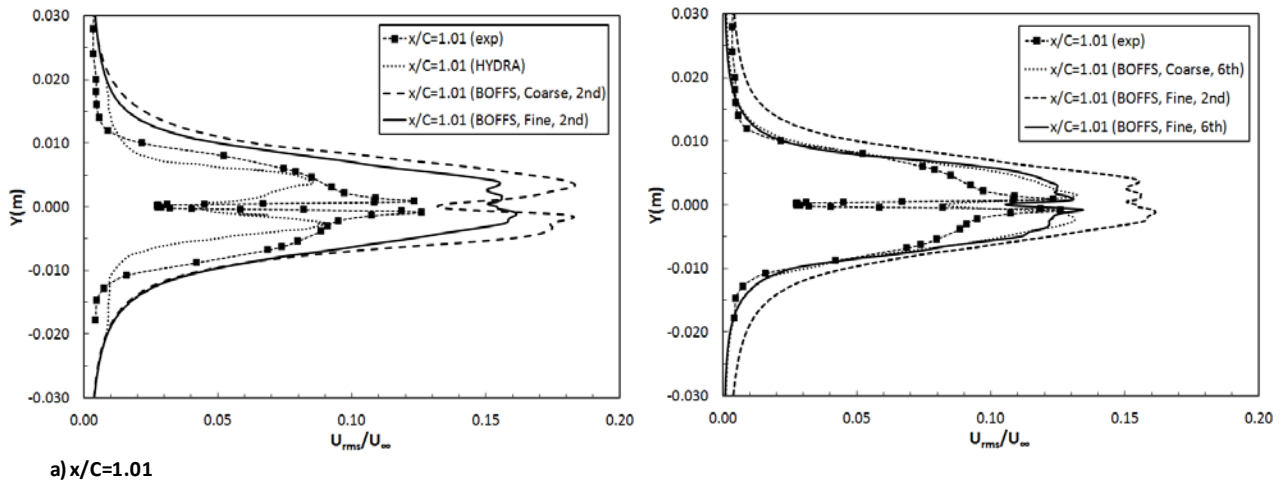 0.030
0.020
0.010
0.000
-0.010
-0.020
-0.030
Y(m)
0.00
0.05
0.10
0.15
0.20
Urms/U∞
x/C=1.01 (exp)
x/C=1.01 (HYDRA)
x/C=1.01 (BOFFS, Coarse, 2nd)
x/C=1.01 (BOFFS, Fine, 2nd)
0.030
0.020
0.010
0.000
-0.010
-0.020
-0.030
Y(m)
0.00
0.05
0.10
0.15
0.20
Urms/U∞
x/C=1.01 (exp)
x/C=1.01 (BOFFS, Coarse, 6th)
x/C=1.01 (BOFFS, Fine, 2nd)
x/C=1.01 (BOFFS, Fine, 6th)
a) x/C=1.01